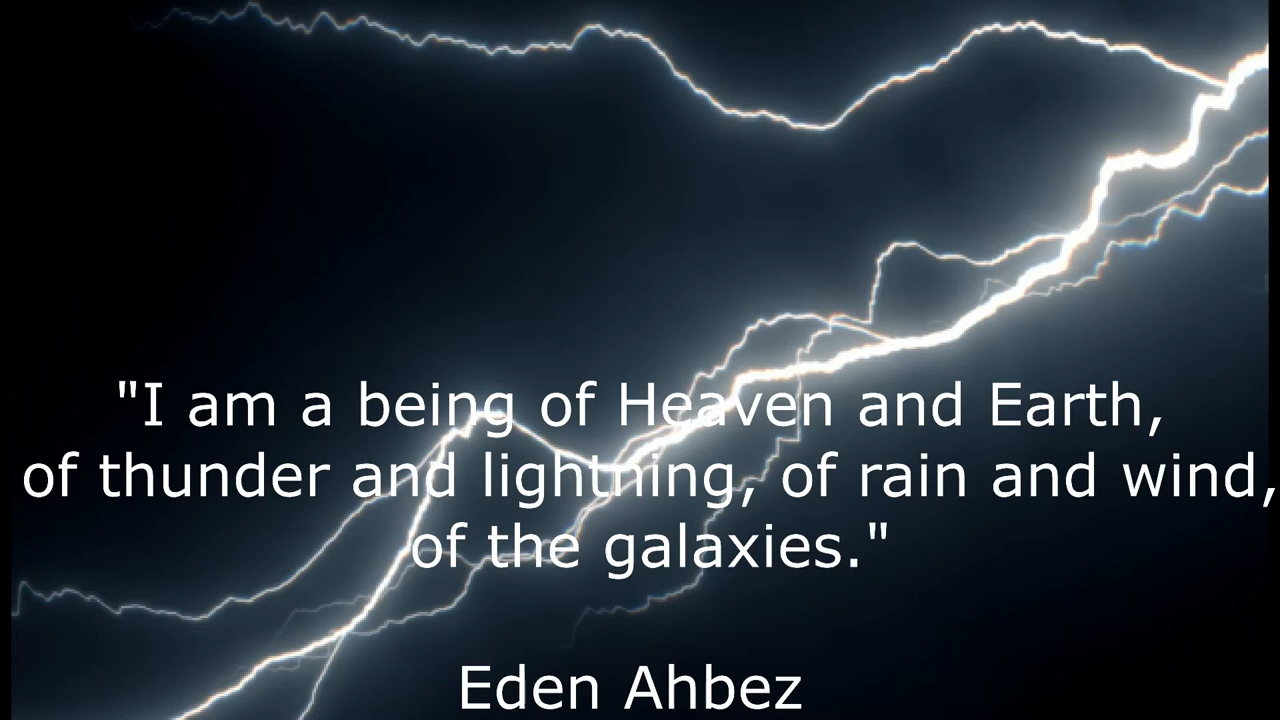 "I am a being of Heaven and Earth,
of thunder and lightning, of rain and wind,
of the galaxies."
Eden Ahbez